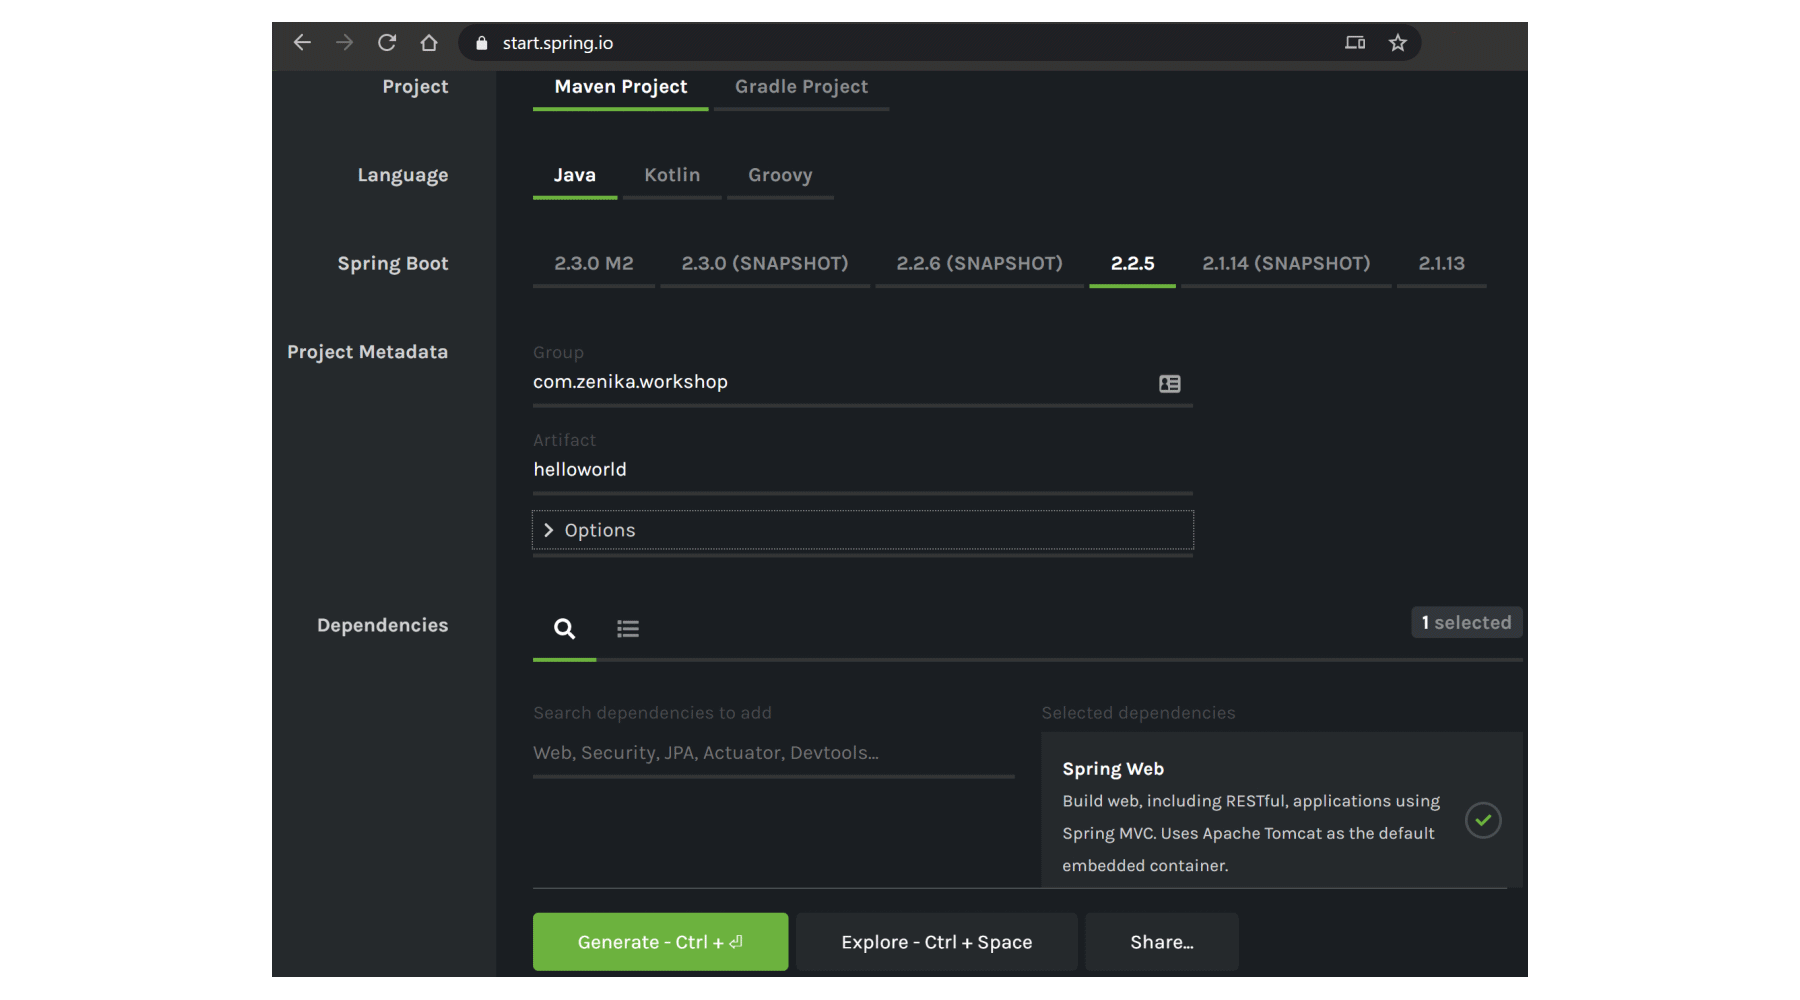 start.spring.io
Project
Maven Project
Gradle Project
Language
Java
Kotlin
Groovy
Spring Boot
2.3.0 M2
2.3.0 (SNAPSHOT)
2.2.6 (SNAPSHOT)
2.2.5
2.1.14 (SNAPSHOT)
2.1.13
Project Metadata
Group
com.zenika.workshop
Artifact
helloworld
Options
Dependencies
1 selected
Search dependencies to add
Web, Security, JPA, Actuator, Devtools...
Selected dependencies
Spring Web
Build web, including RESTful, applications using
Spring MVC. Uses Apache Tomcat as the default
embedded container.
Generate - Ctrl + ⏎
Explore - Ctrl + Space
Share...